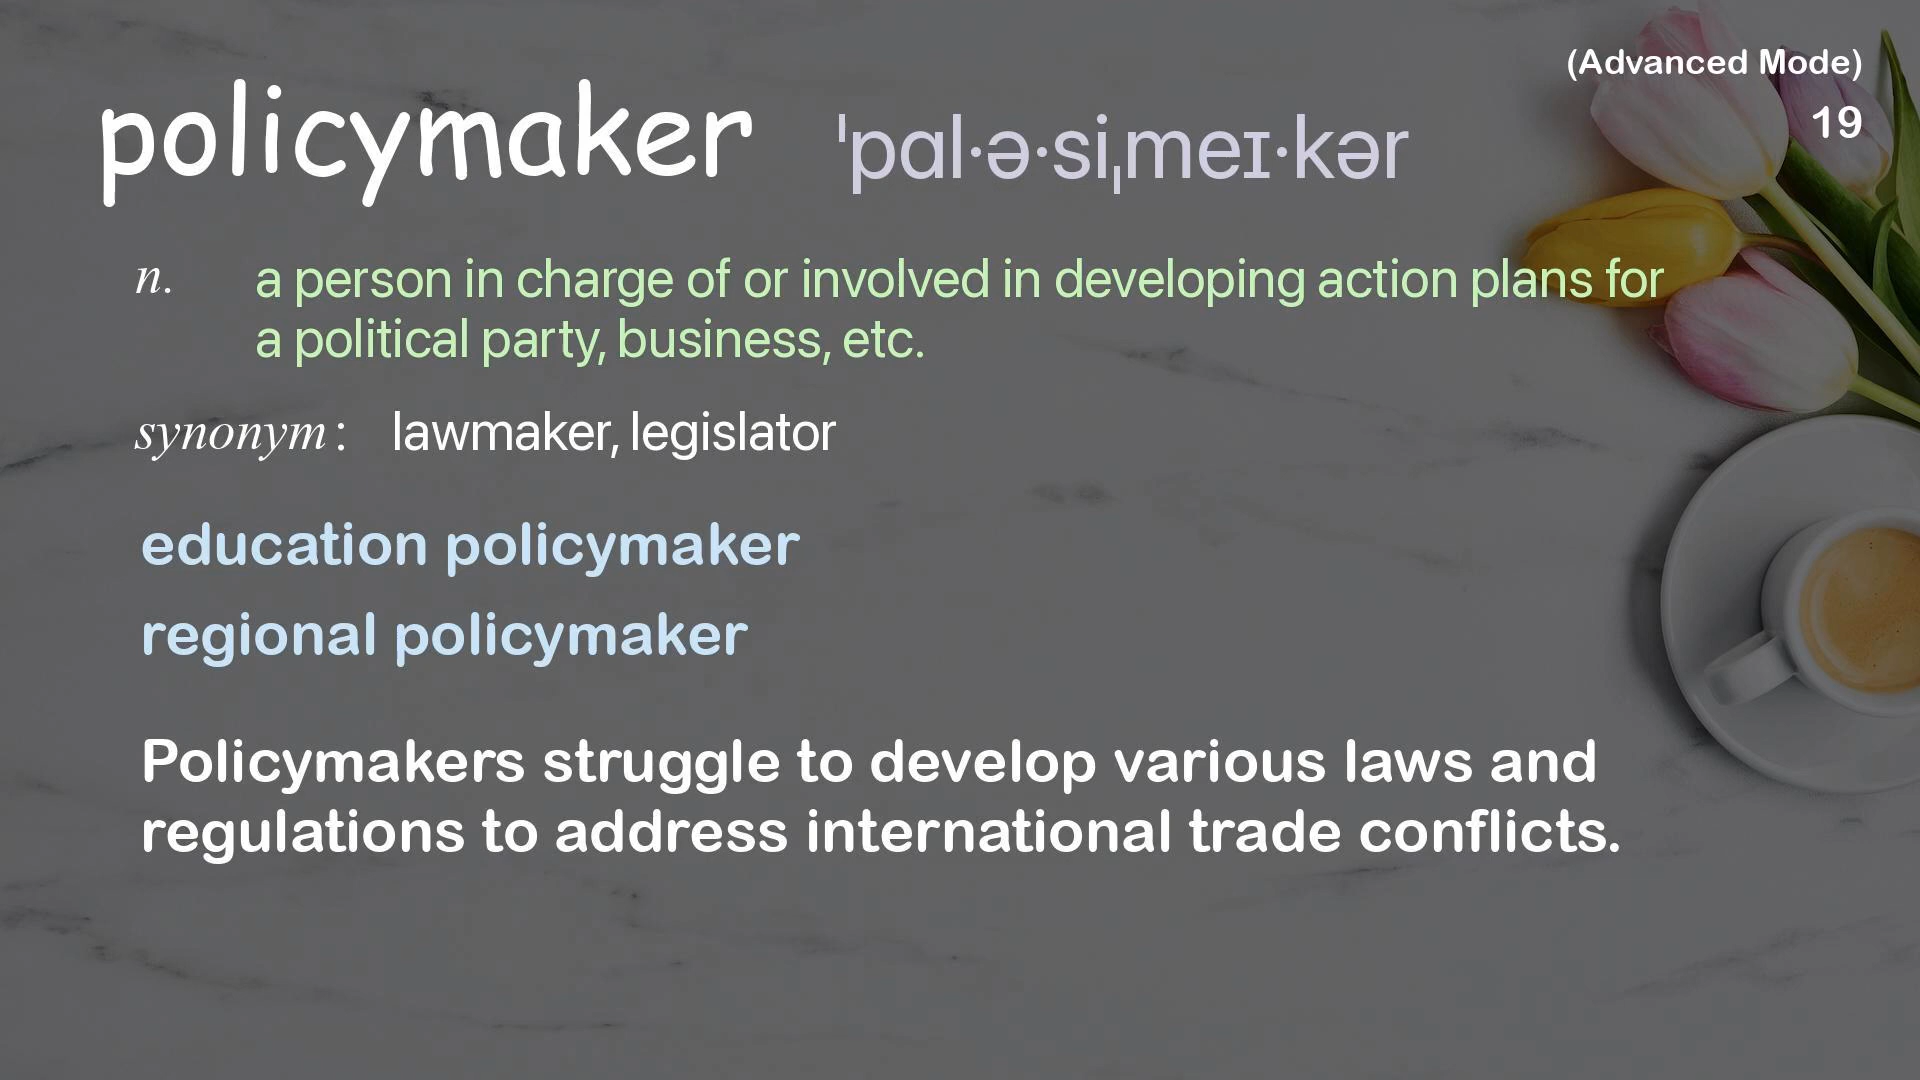 (Advanced Mode)
policymaker ˈpɑl·ə·siˌmeɪ·kər
19
n. a person in charge of or involved in developing action plans for
a political party, business, etc.
synonym: lawmaker, legislator
education policymaker
regional policymaker
Policymakers struggle to develop various laws and
regulations to address international trade conflicts.